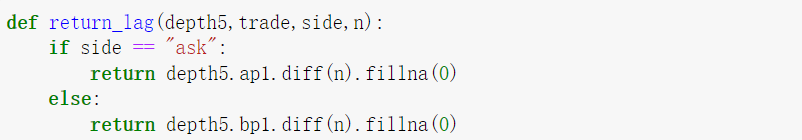 def return_lag(depth5,trade,side,n):
    if side == "ask":
        return depth5.ap1.diff(n).fillna(0)
    else:
        return depth5.bp1.diff(n).fillna(0)